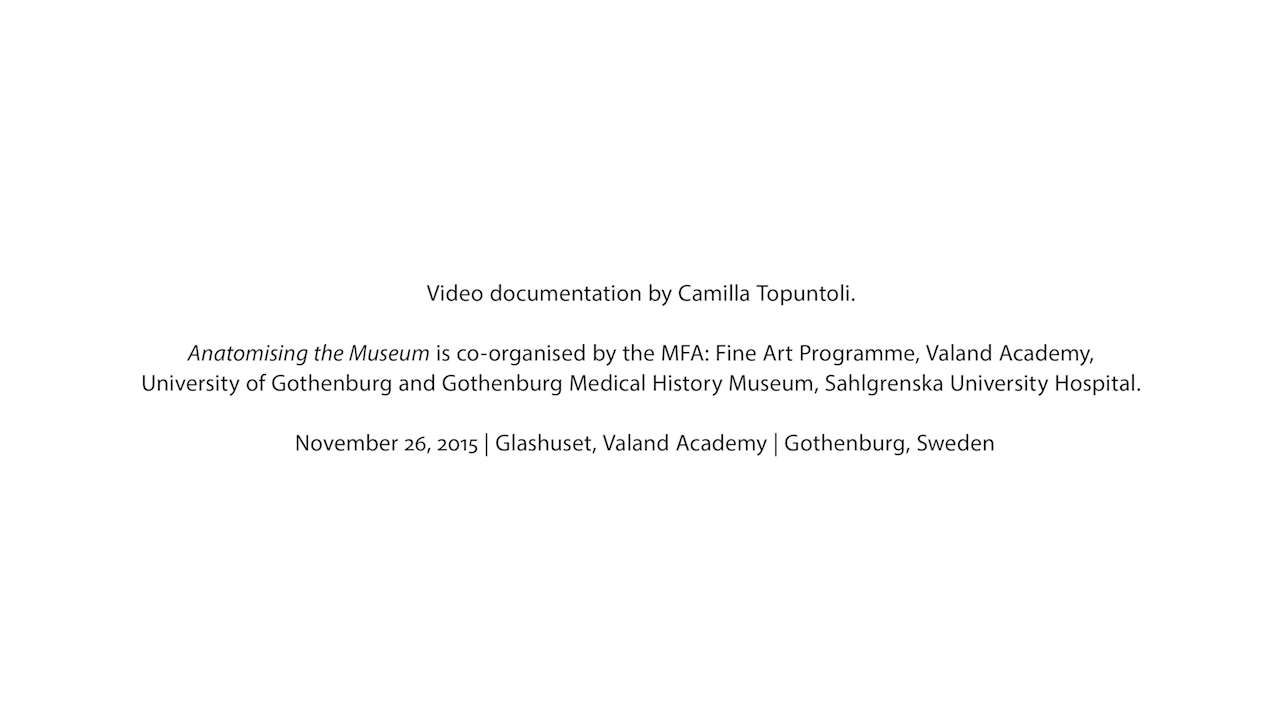 Video documentation by Camilla Topuntoli.
Anatomising the Museum is co-organised by the MFA: Fine Art Programme, Valand Academy,
University of Gothenburg and Gothenburg Medical History Museum, Sahlgrenska University Hospital.
November 26, 2015 | Glashuset, Valand Academy | Gothenburg, Sweden